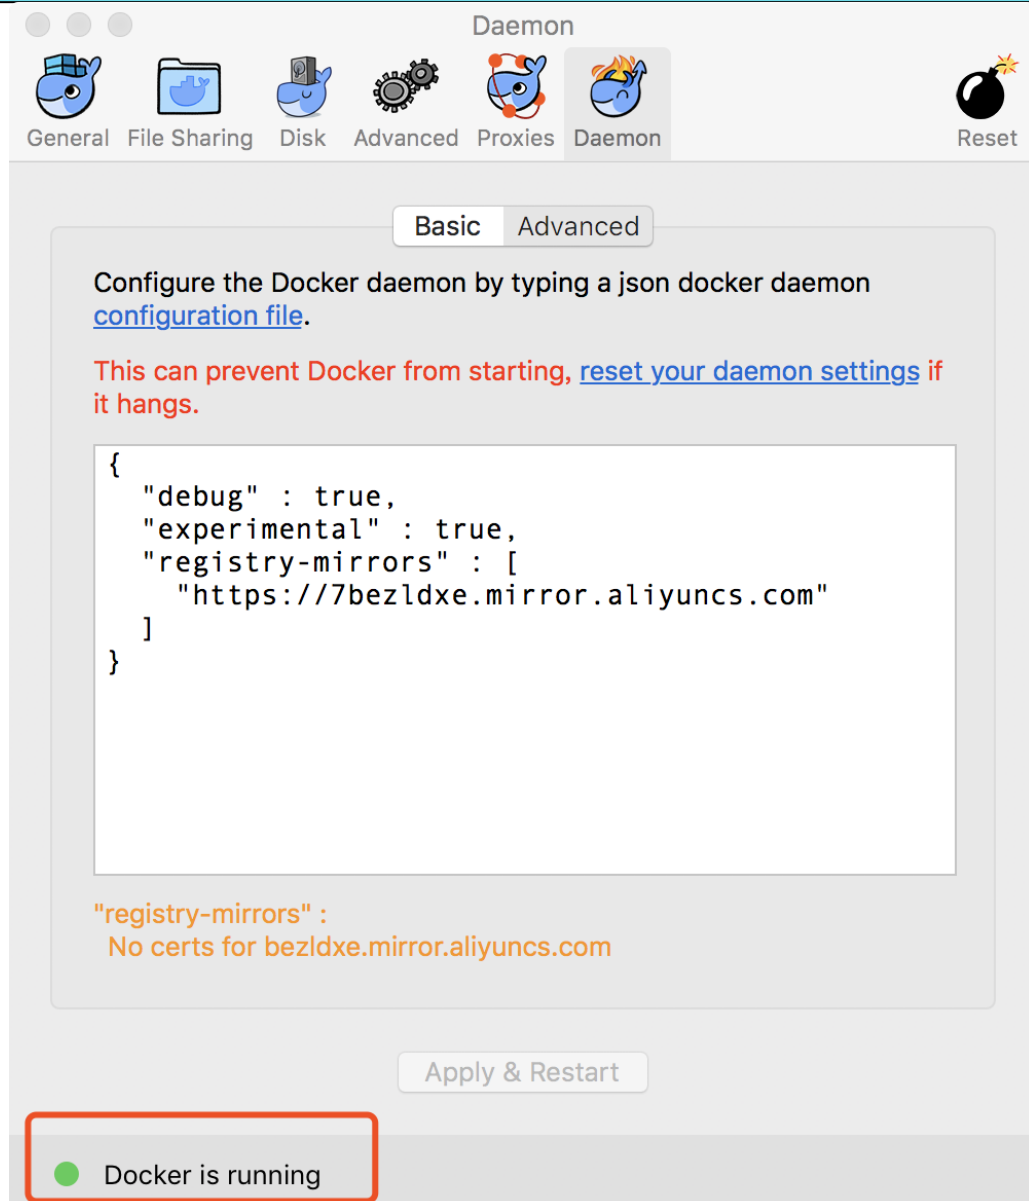 Daemon
General File Sharing Disk Advanced Proxies Daemon Reset
Basic Advanced
Configure the Docker daemon by typing a json docker daemon
configuration file.
This can prevent Docker from starting, reset your daemon settings if
it hangs.
{
  "debug" : true,
  "experimental" : true,
  "registry-mirrors" : [
    "https://7bezldxe.mirror.aliyuncs.com"
  ]
}
"registry-mirrors" :
  No certs for bezldxe.mirror.aliyuncs.com
Apply & Restart
Docker is running